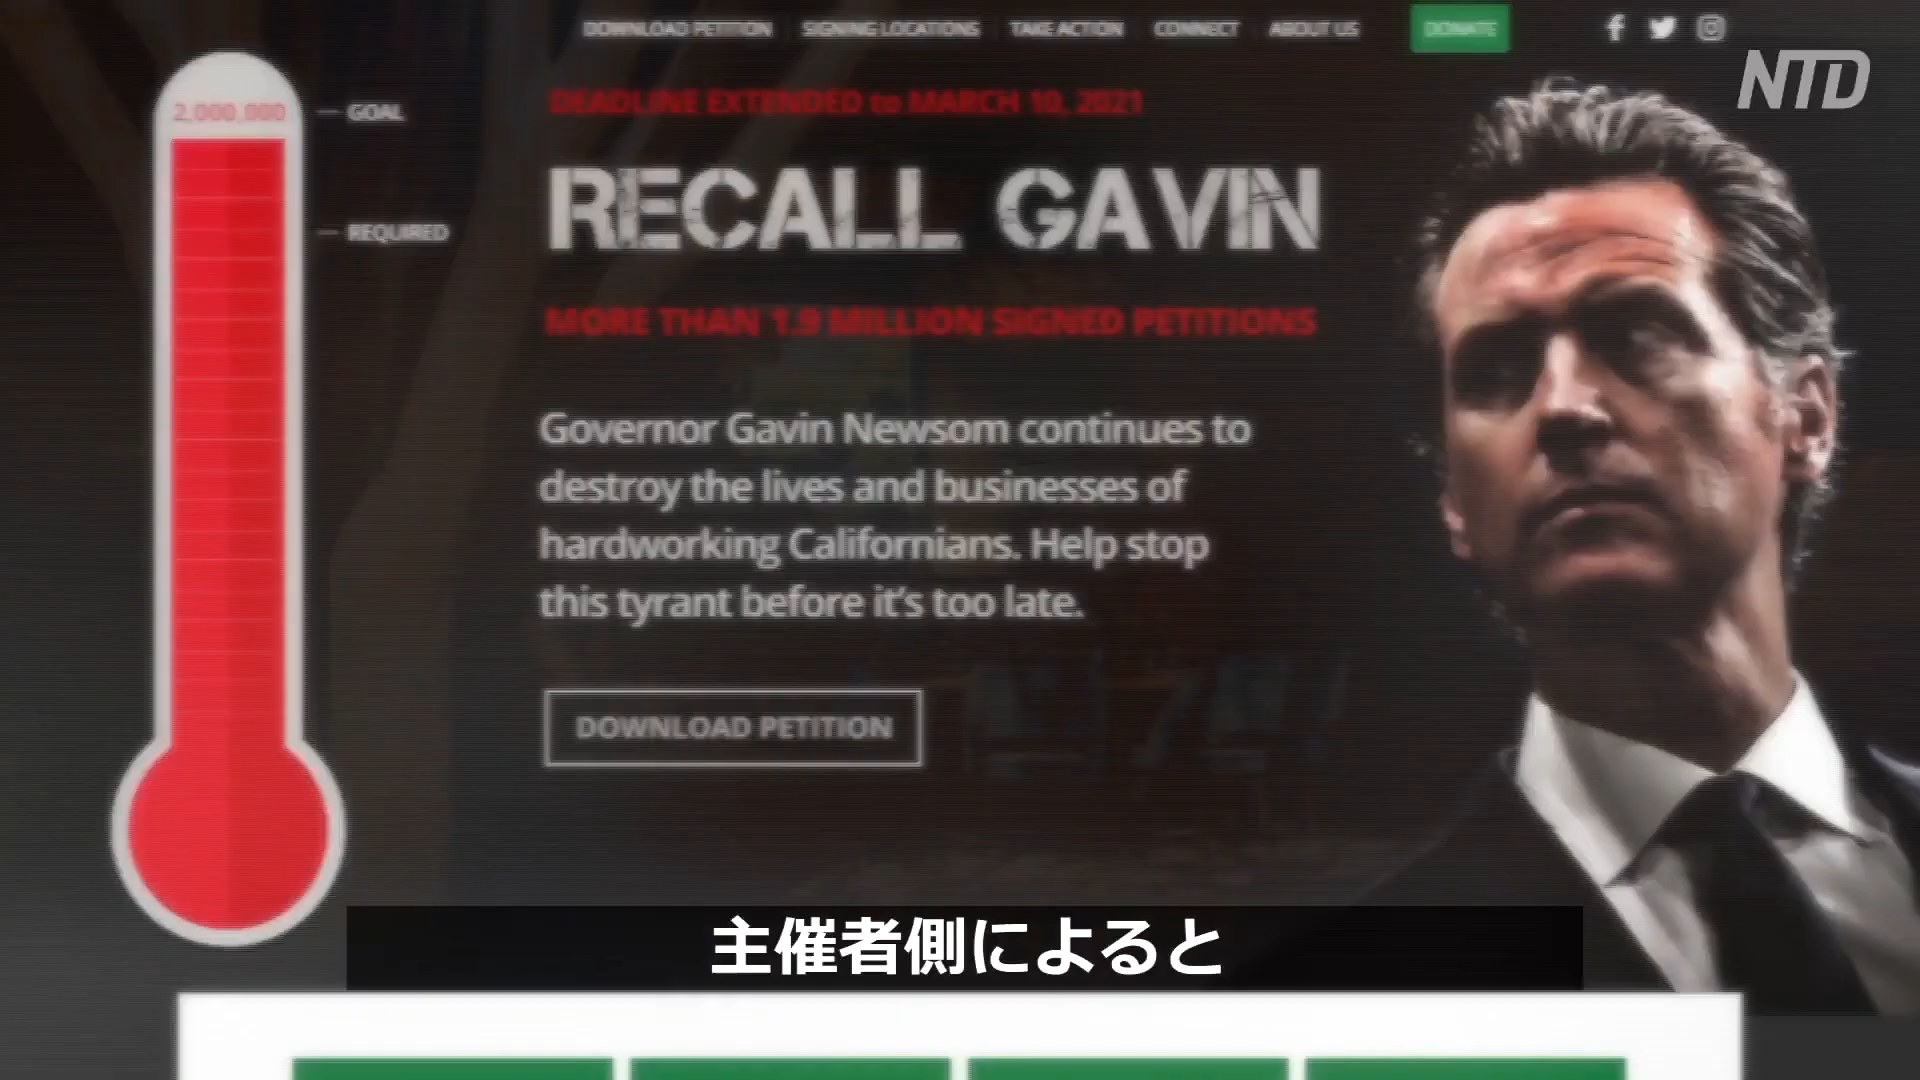 DOWNLOAD PETITION SIGNING LOCATIONS TAKE ACTION CONNECT ABOUT US DONATE
NTD
2,000,000 — GOAL
— REQUIRED
DEADLINE EXTENDED to MARCH 10, 2021
RECALL GAVIN
MORE THAN 1.9 MILLION SIGNED PETITIONS
Governor Gavin Newsom continues to
destroy the lives and businesses of
hardworking Californians. Help stop
this tyrant before it's too late.
DOWNLOAD PETITION
主催者側によると